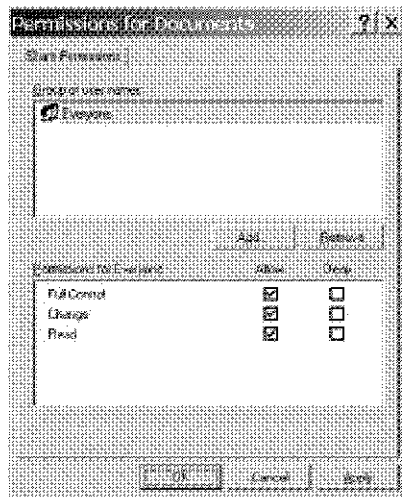 Permissions for Documents ? X
Share Permissions
Group or user names:
Everyone
Add... Remove
Permissions for Everyone Allow Deny
Full Control
Change
Read
OK Cancel Apply